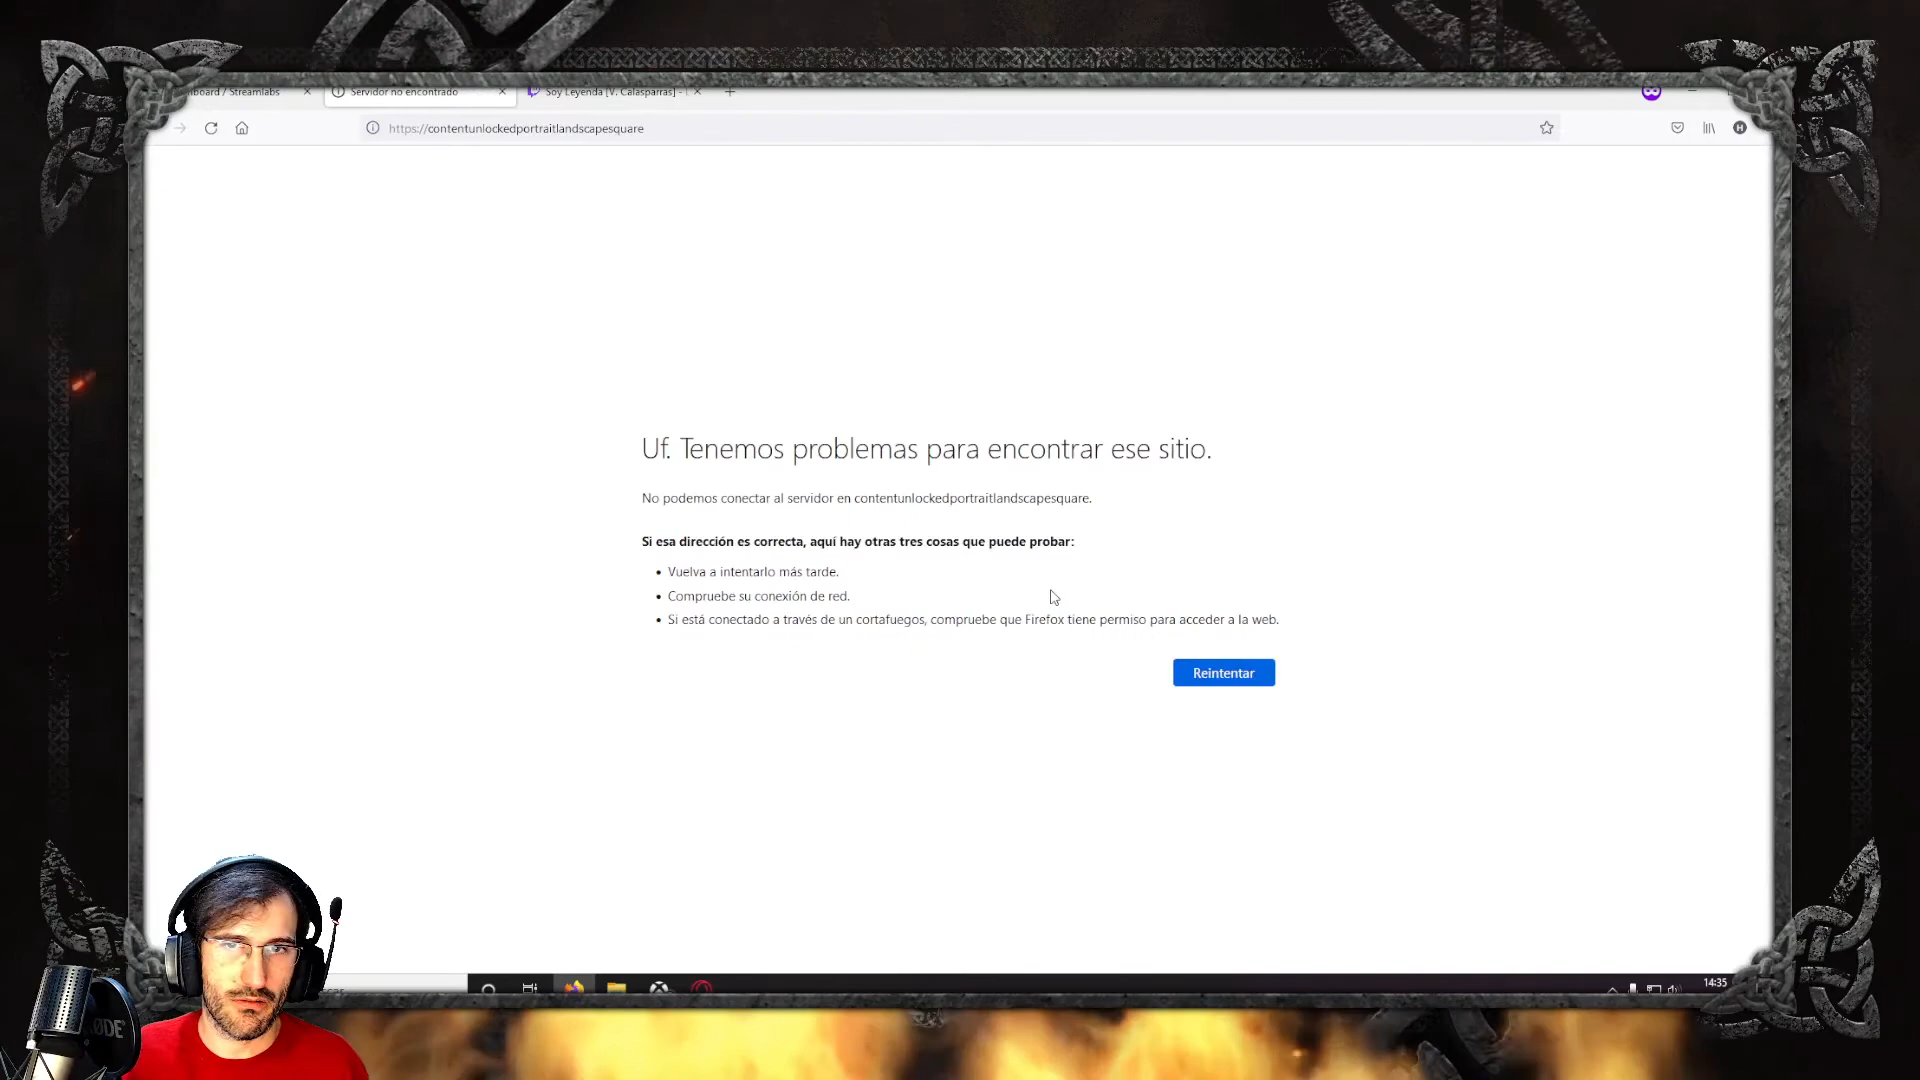 board / Streamlabs
Servidor no encontrado
Soy Leyenda [V. Calasparras] -
https://contentunlockedportraitlandscapesquare
Uf. Tenemos problemas para encontrar ese sitio.
No podemos conectar al servidor en contentunlockedportraitlandscapesquare.
Si esa dirección es correcta, aquí hay otras tres cosas que puede probar:
• Vuelva a intentarlo más tarde.
• Compruebe su conexión de red.
• Si está conectado a través de un cortafuegos, compruebe que Firefox tiene permiso para acceder a la web.
Reintentar
14:35
RØDE